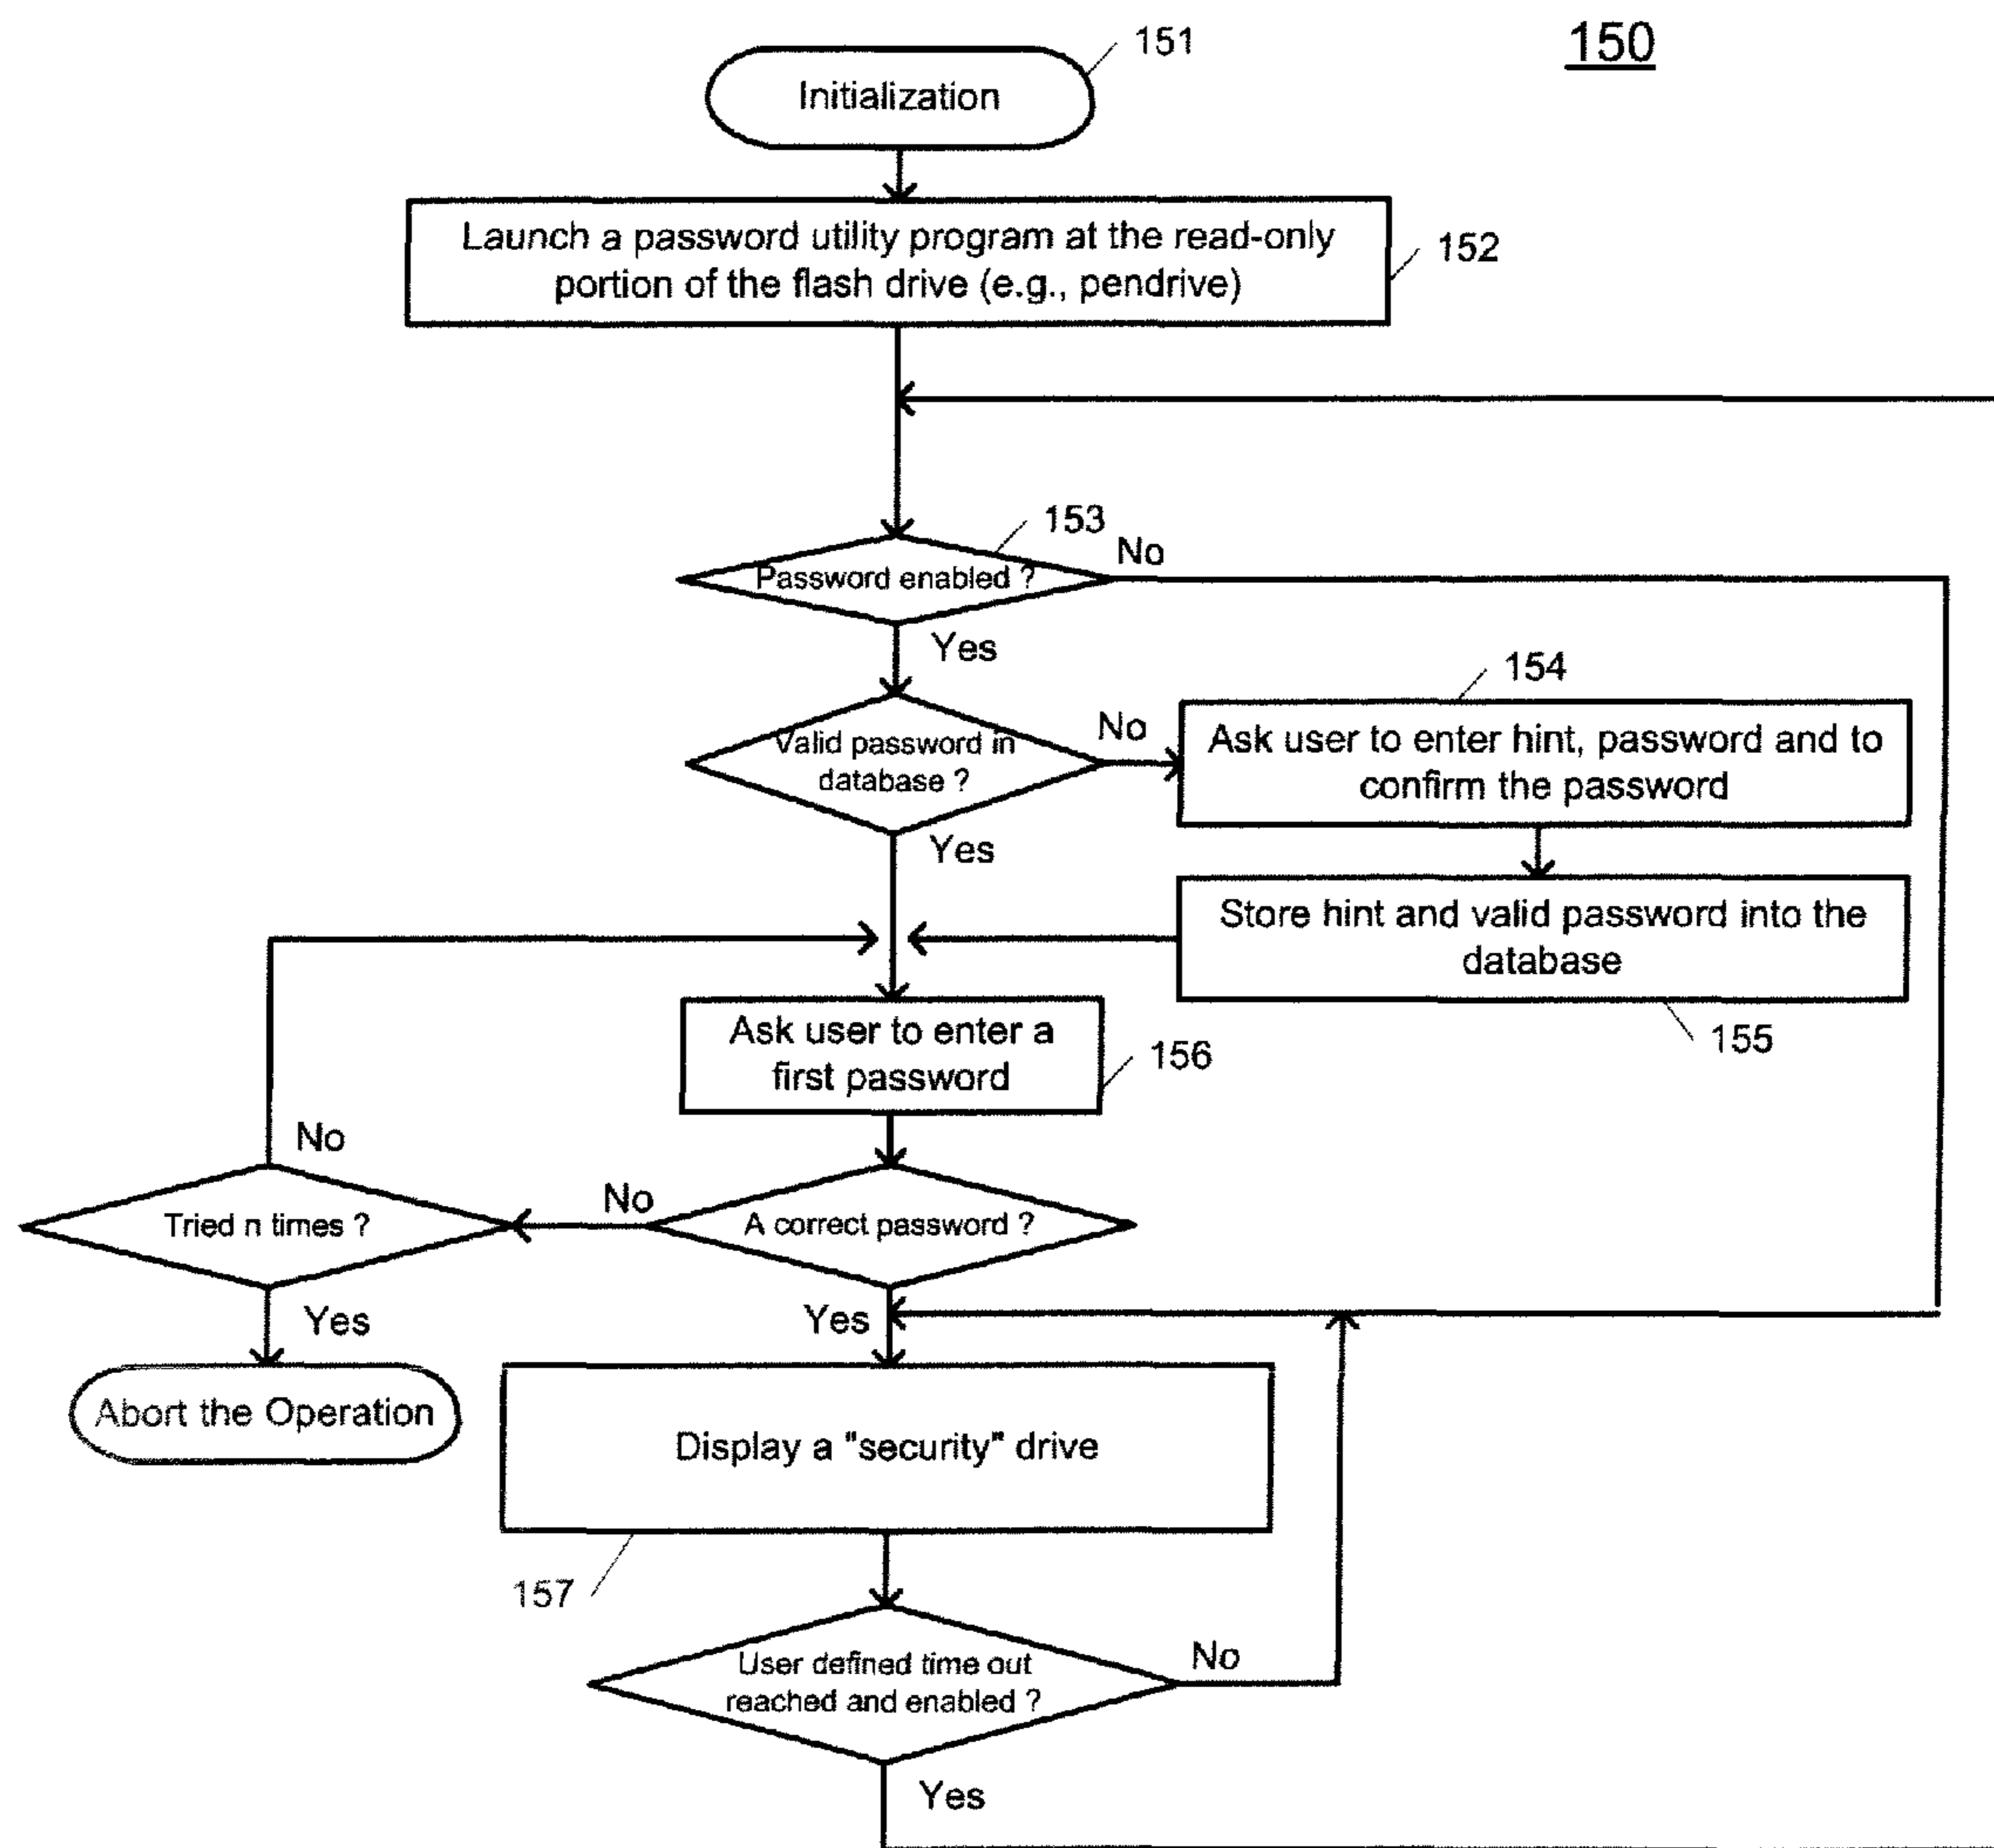 150
151
Initialization
Launch a password utility program at the read-only
portion of the flash drive (e.g., pendrive)
152
153
Password enabled ?
No
Yes
154
Valid password in
database ?
No
Ask user to enter hint, password and to
confirm the password
Yes
Store hint and valid password into the
database
155
Ask user to enter a
first password
156
No
Tried n times ?
No
A correct password ?
Yes
Yes
Abort the Operation
Display a "security" drive
157
User defined time out
reached and enabled ?
No
Yes